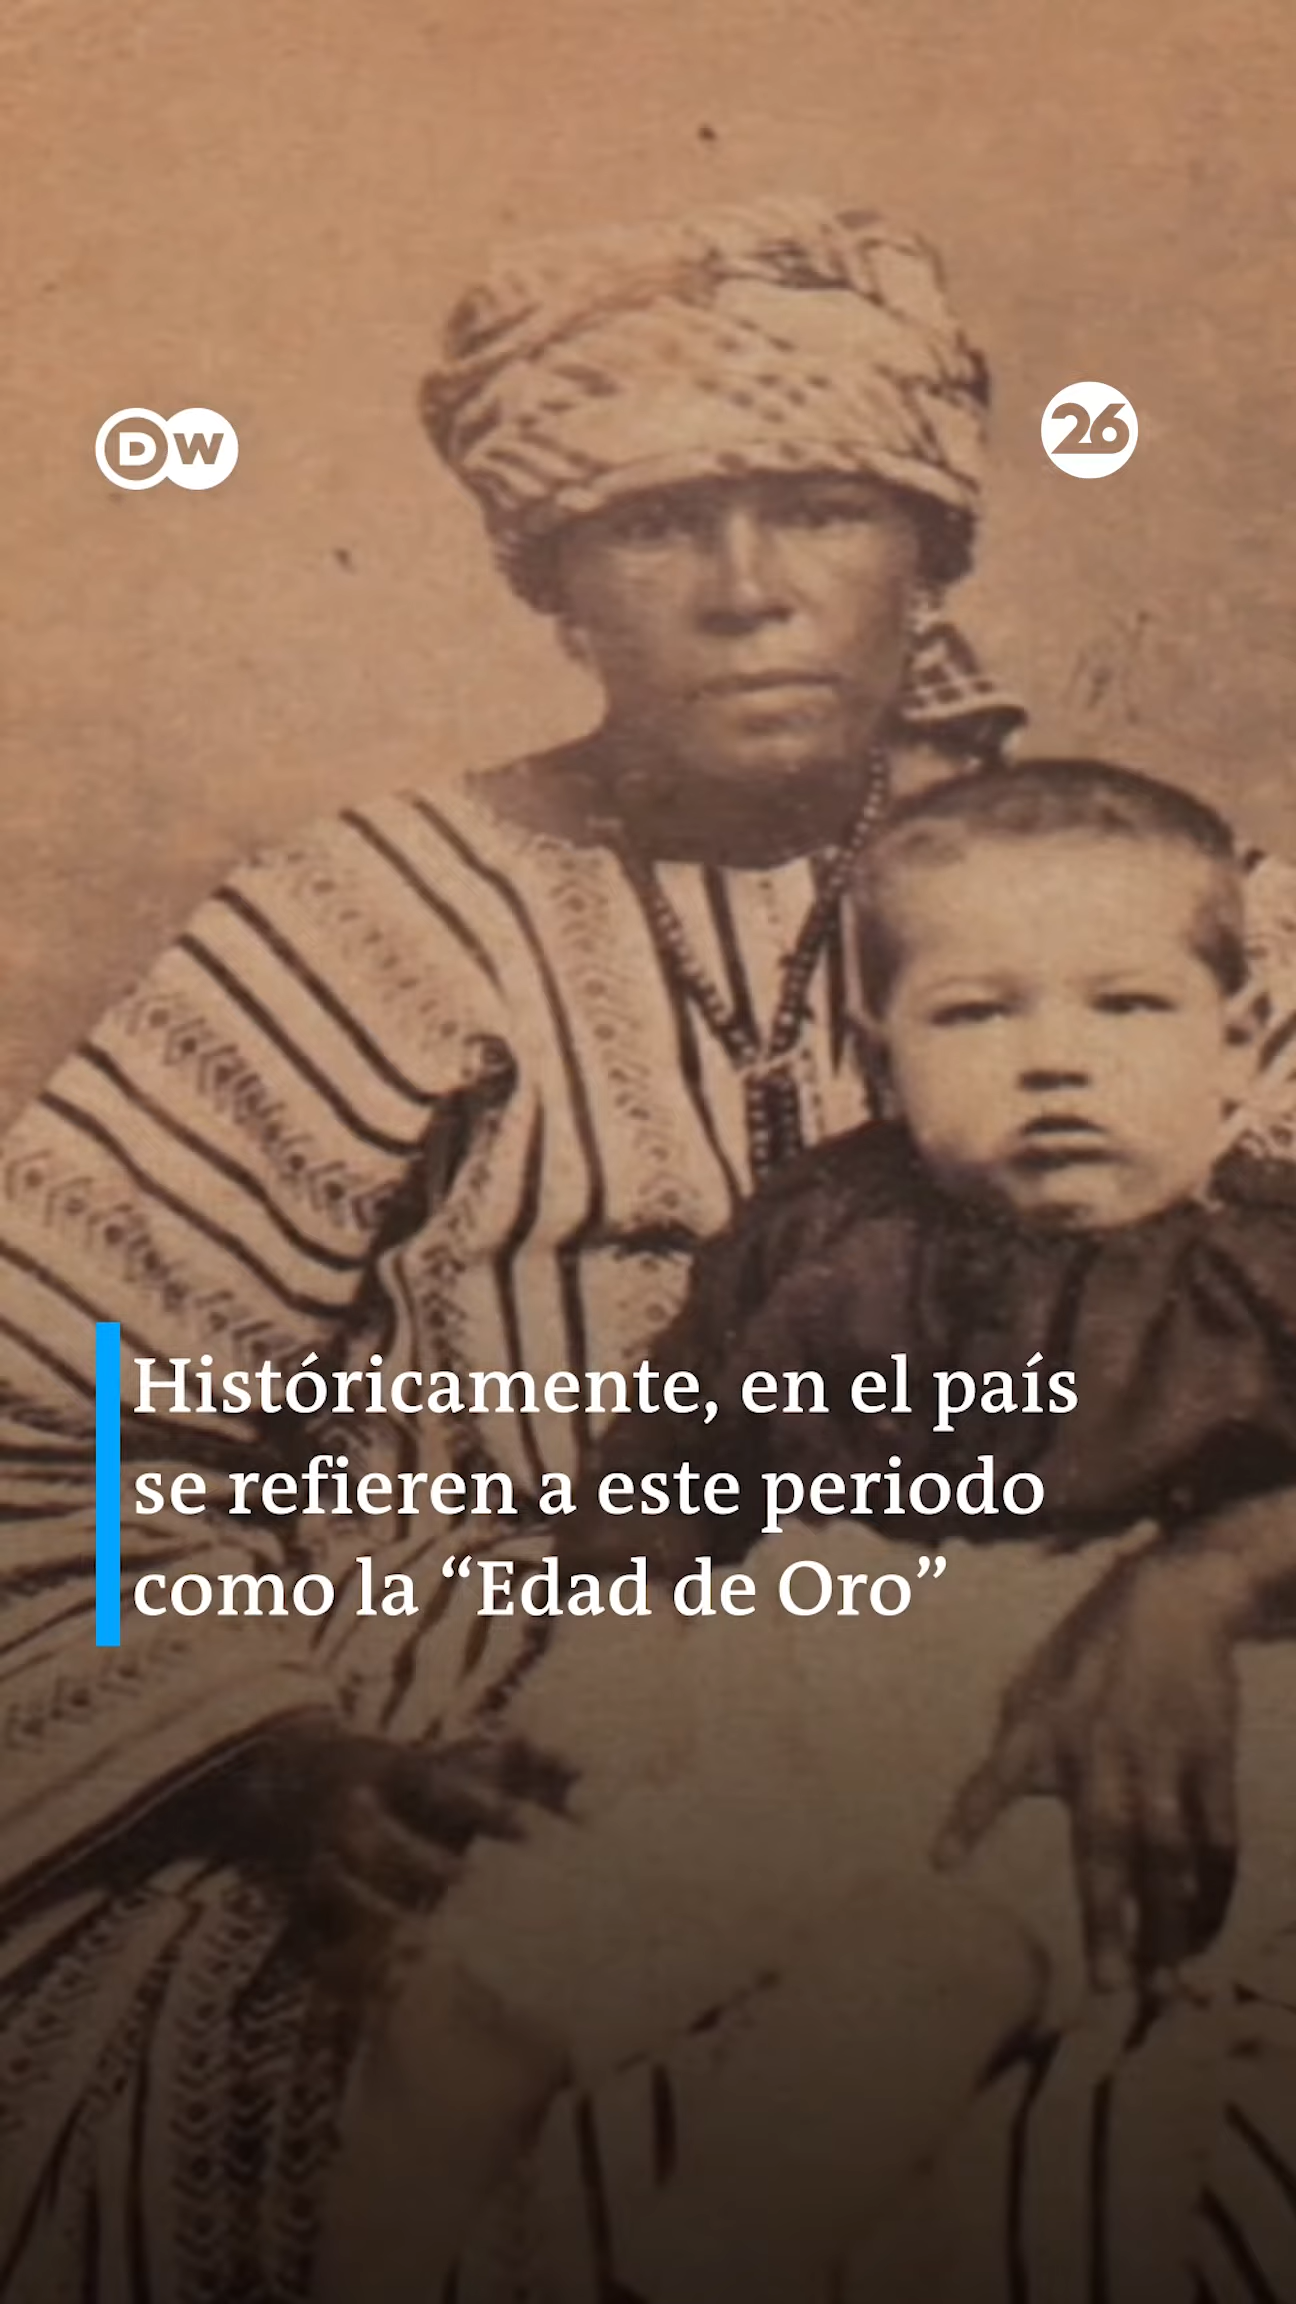 DW
26
Históricamente, en el país
se refieren a este periodo
como la “Edad de Oro”